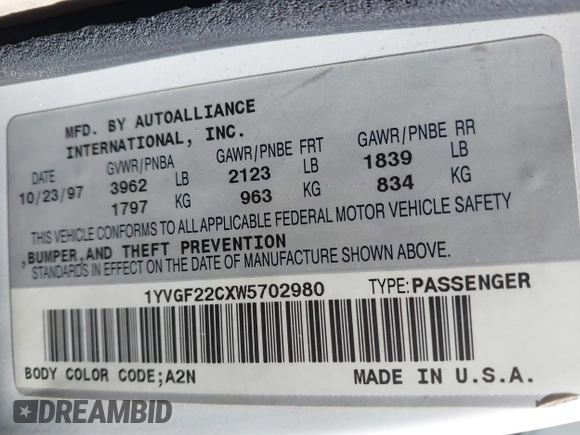 MFD. BY AUTOALLIANCE
INTERNATIONAL, INC.
DATE GVWR/PNBA GAWR/PNBE FRT GAWR/PNBE RR
10/23/97 3962 LB 2123 LB 1839 LB
1797 KG 963 KG 834 KG
THIS VEHICLE CONFORMS TO ALL APPLICABLE FEDERAL MOTOR VEHICLE SAFETY
,BUMPER,AND THEFT PREVENTION
STANDARDS IN EFFECT ON THE DATE OF MANUFACTURE SHOWN ABOVE.
1YVGF22CXW5702980 TYPE:PASSENGER
BODY COLOR CODE;A2N MADE IN U.S.A.
DREAMBID